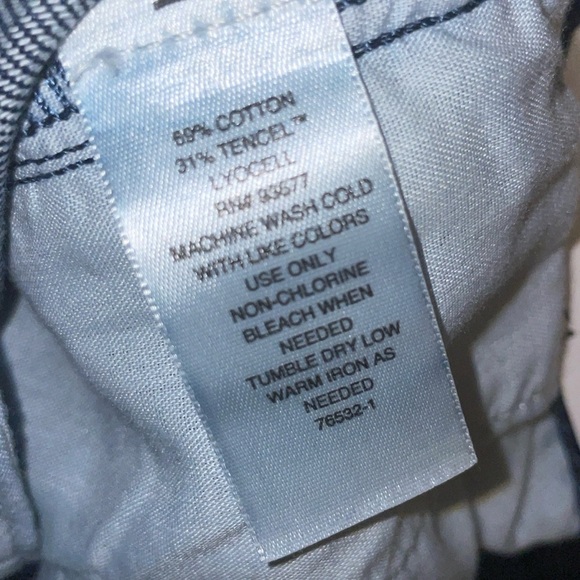 69% COTTON
31% TENCEL™
LYOCELL
RN# 93677
MACHINE WASH COLD
WITH LIKE COLORS
USE ONLY
NON-CHLORINE
BLEACH WHEN
NEEDED
TUMBLE DRY LOW
WARM IRON AS
NEEDED
76532-1